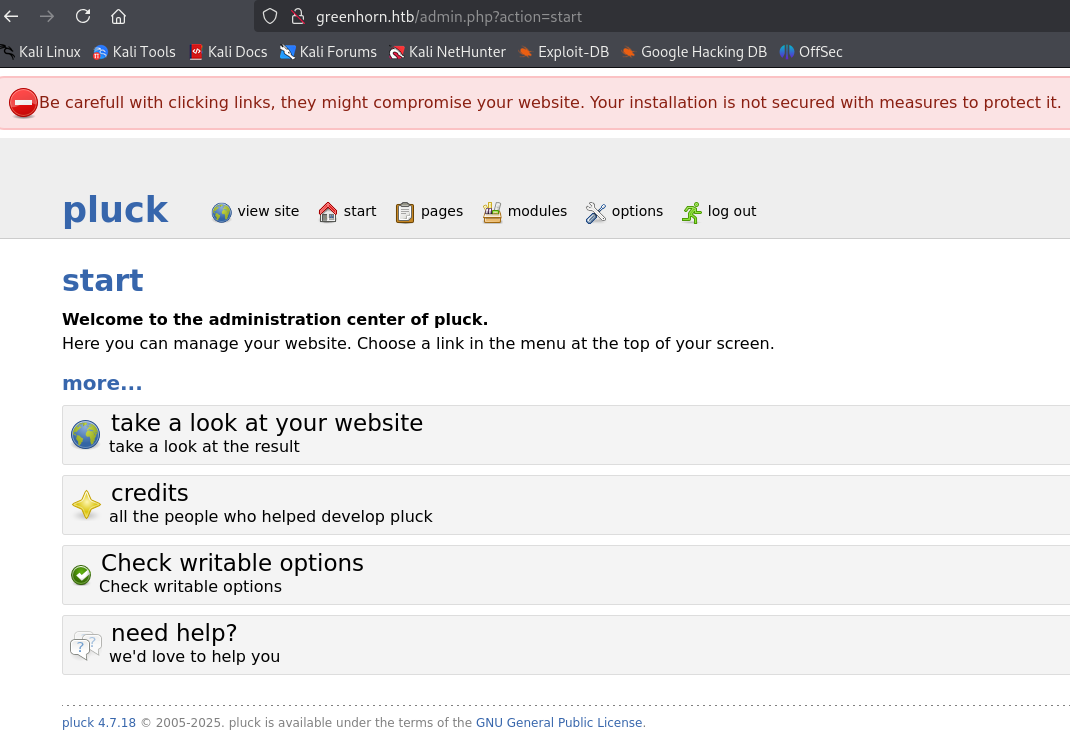 greenhorn.htb/admin.php?action=start
Kali Linux Kali Tools Kali Docs Kali Forums Kali NetHunter Exploit-DB Google Hacking DB OffSec
Be carefull with clicking links, they might compromise your website. Your installation is not secured with measures to protect it.
pluck view site start pages modules options log out
start
Welcome to the administration center of pluck.
Here you can manage your website. Choose a link in the menu at the top of your screen.
more...
take a look at your website
take a look at the result
credits
all the people who helped develop pluck
Check writable options
Check writable options
need help?
we'd love to help you
pluck 4.7.18 © 2005-2025. pluck is available under the terms of the GNU General Public License.